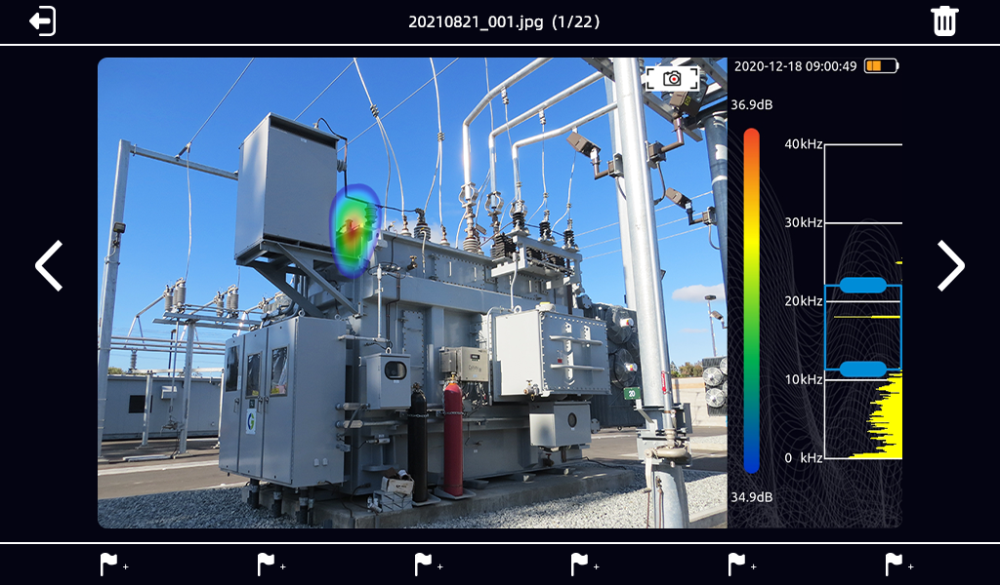 20210821_001.jpg (1/22)
2020-12-18 09:00:49
36.9dB
40kHz
30kHz
20kHz
10kHz
0 kHz
34.9dB
20
+ + + + + +